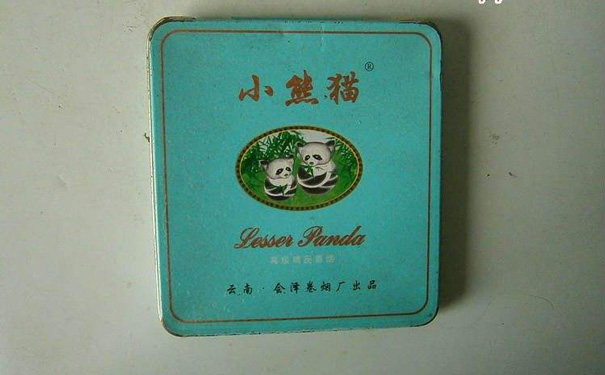 小熊猫®
Lesser Panda
云南·会泽卷烟厂出品